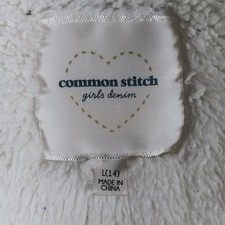 common stitch
girls denim
L(14)
MADE IN
CHINA